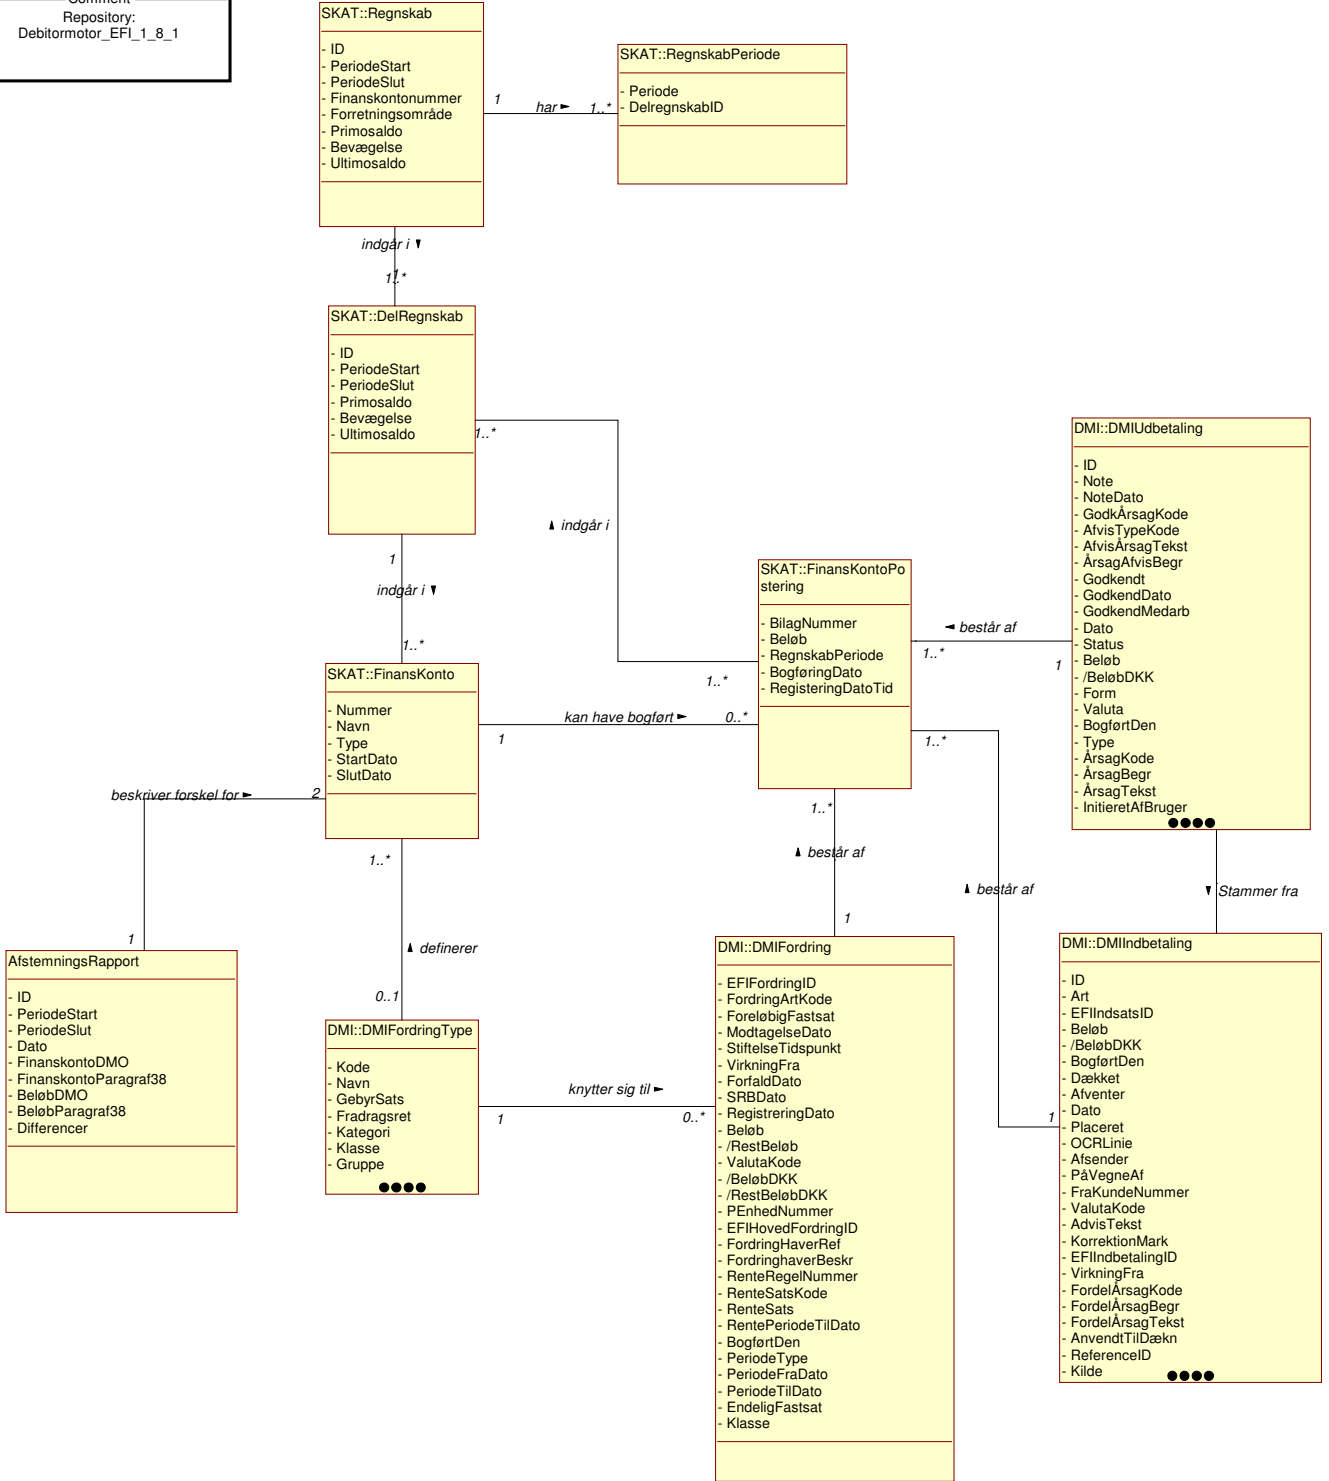 Comment
Repository:
Debitormotor_EFI_1_8_1
SKAT::Regnskab
- ID
- PeriodeStart
- PeriodeSlut
- Finanskontonummer
- Forretningsområde
- Primosaldo
- Bevægelse
- Ultimosaldo
1
har
1..*
SKAT::RegnskabPeriode
- Periode
- DelregnskabID
indgår i
1
1..*
SKAT::DelRegnskab
- ID
- PeriodeStart
- PeriodeSlut
- Primosaldo
- Bevægelse
- Ultimosaldo
1..*
indgår i
1..*
1
indgår i
1..*
SKAT::FinansKonto
- Nummer
- Navn
- Type
- StartDato
- SlutDato
1
kan have bogført
0..*
SKAT::FinansKontoPo
stering
- BilagNummer
- Beløb
- RegnskabPeriode
- BogføringDato
- RegisteringDatoTid
består af
1..*
1
DMI::DMIUdbetaling
- ID
- Note
- NoteDato
- GodkÅrsagKode
- AfvisTypeKode
- AfvisÅrsagTekst
- ÅrsagAfvisBegr
- Godkendt
- GodkendDato
- GodkendMedarb
- Dato
- Status
- Beløb
- /BeløbDKK
- Form
- Valuta
- BogførtDen
- Type
- ÅrsagKode
- ÅrsagBegr
- ÅrsagTekst
- InitieretAfBruger
Stammer fra
beskriver forskel for
2
1
AfstemningsRapport
- ID
- PeriodeStart
- PeriodeSlut
- Dato
- FinanskontoDMO
- FinanskontoParagraf38
- BeløbDMO
- BeløbParagraf38
- Differencer
1..*
definerer
0..1
DMI::DMIFordringType
- Kode
- Navn
- GebyrSats
- Fradragsret
- Kategori
- Klasse
- Gruppe
1
knytter sig til
0..*
1..*
består af
1
DMI::DMIFordring
- EFIFordringID
- FordringArtKode
- ForeløbigFastsat
- ModtagelseDato
- StiftelseTidspunkt
- VirkningFra
- ForfaldDato
- SRBDato
- RegistreringDato
- Beløb
- /RestBeløb
- ValutaKode
- /BeløbDKK
- /RestBeløbDKK
- PEnhedNummer
- EFIHovedFordringID
- FordringHaverRef
- FordringhaverBeskr
- RenteRegelNummer
- RenteSatsKode
- RenteSats
- RentePeriodeTilDato
- BogførtDen
- PeriodeType
- PeriodeFraDato
- PeriodeTilDato
- EndeligFastsat
- Klasse
1..*
består af
1
DMI::DMIIndbetaling
- ID
- Art
- EFIIndsatsID
- Beløb
- /BeløbDKK
- BogførtDen
- Dækket
- Afventer
- Dato
- Placeret
- OCRLinie
- Afsender
- PåVegneAf
- FraKundeNummer
- ValutaKode
- AdvisTekst
- KorrektionMark
- EFIIndbetalingID
- VirkningFra
- FordelÅrsagKode
- FordelÅrsagBegr
- FordelÅrsagTekst
- AnvendtTilDækn
- ReferenceID
- Kilde